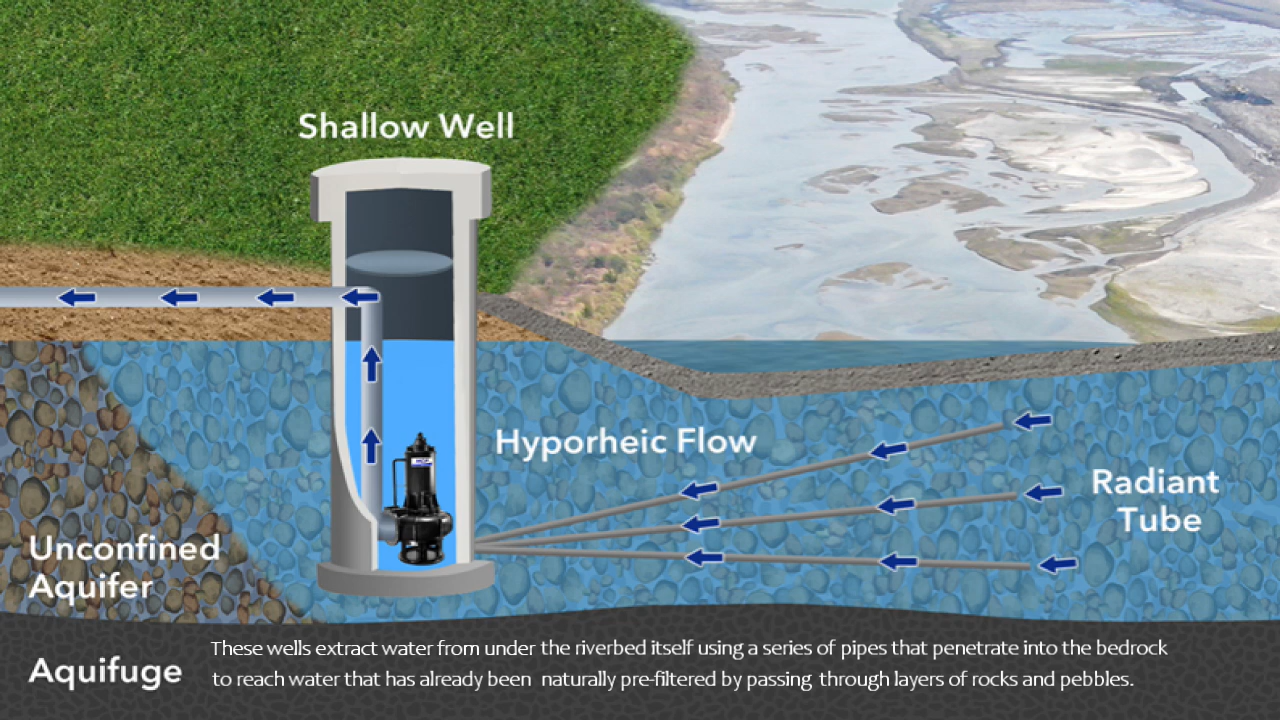 Shallow Well
Hyporheic Flow
Radiant
Tube
Unconfined
Aquifer
Aquifuge
These wells extract water from under the riverbed itself using a series of pipes that penetrate into the bedrock
to reach water that has already been naturally pre-filtered by passing through layers of rocks and pebbles.